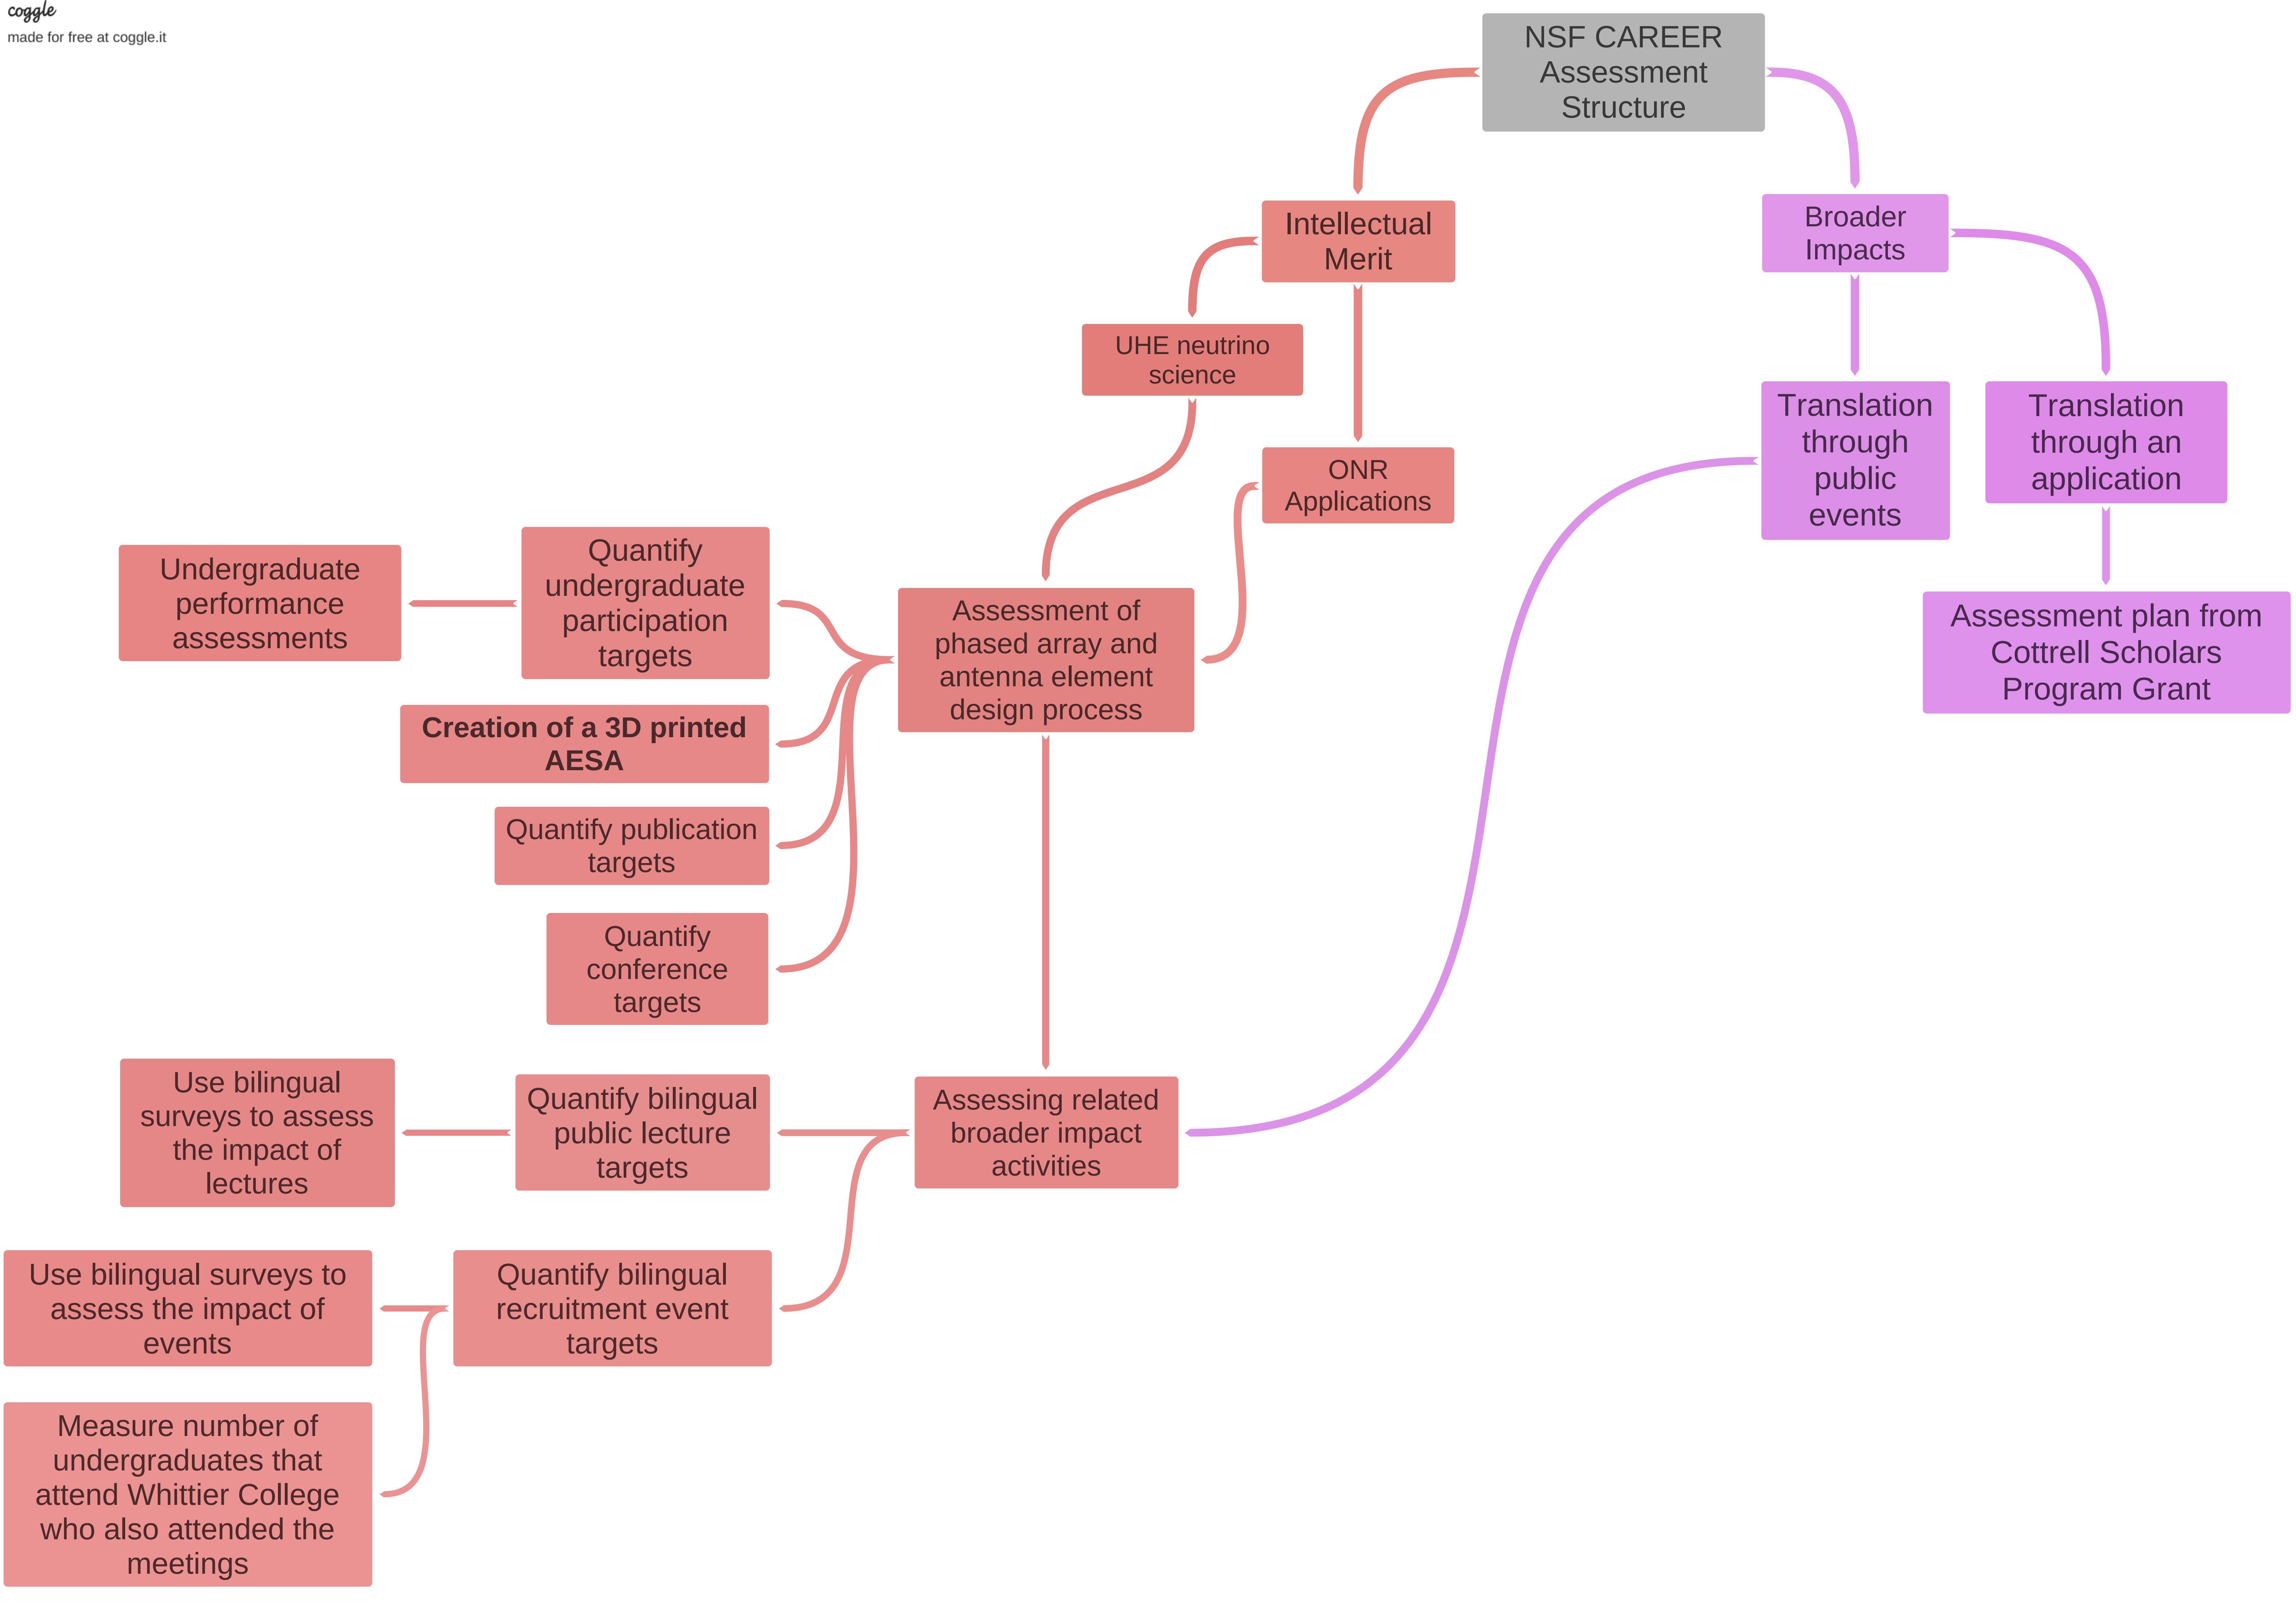 coggle
made for free at coggle.it
NSF CAREER
Assessment
Structure
Intellectual
Merit
Broader
Impacts
UHE neutrino
science
ONR
Applications
Translation
through
public
events
Translation
through an
application
Assessment plan from
Cottrell Scholars
Program Grant
Assessment of
phased array and
antenna element
design process
Quantify
undergraduate
participation
targets
Undergraduate
performance
assessments
Creation of a 3D printed
AESA
Quantify publication
targets
Quantify
conference
targets
Assessing related
broader impact
activities
Quantify bilingual
public lecture
targets
Use bilingual
surveys to assess
the impact of
lectures
Quantify bilingual
recruitment event
targets
Use bilingual surveys to
assess the impact of
events
Measure number of
undergraduates that
attend Whittier College
who also attended the
meetings